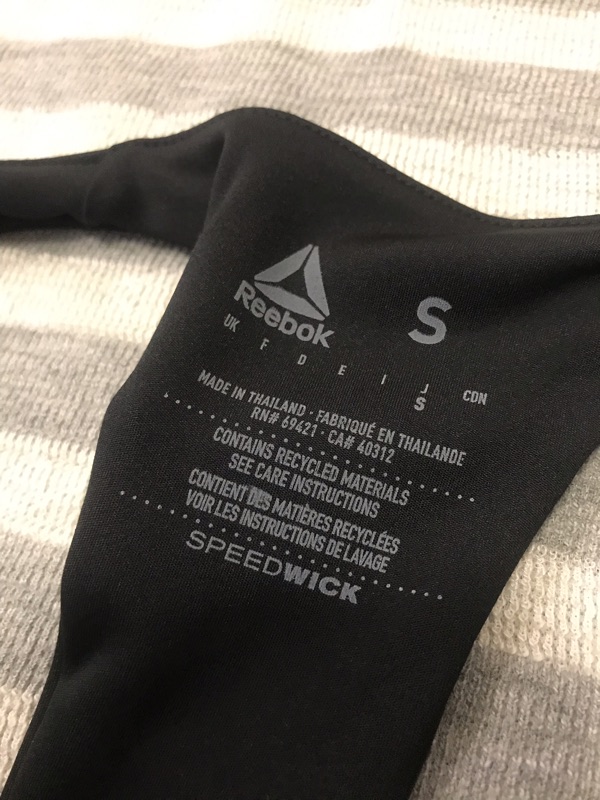 Reebok
S
UK F D E I J CDN
S
MADE IN THAILAND · FABRIQUÉ EN THAILANDE
RN# 69421 · CA# 40312
CONTAINS RECYCLED MATERIALS
SEE CARE INSTRUCTIONS
CONTIENT DES MATIÈRES RECYCLÉES
VOIR LES INSTRUCTIONS DE LAVAGE
SPEEDWICK